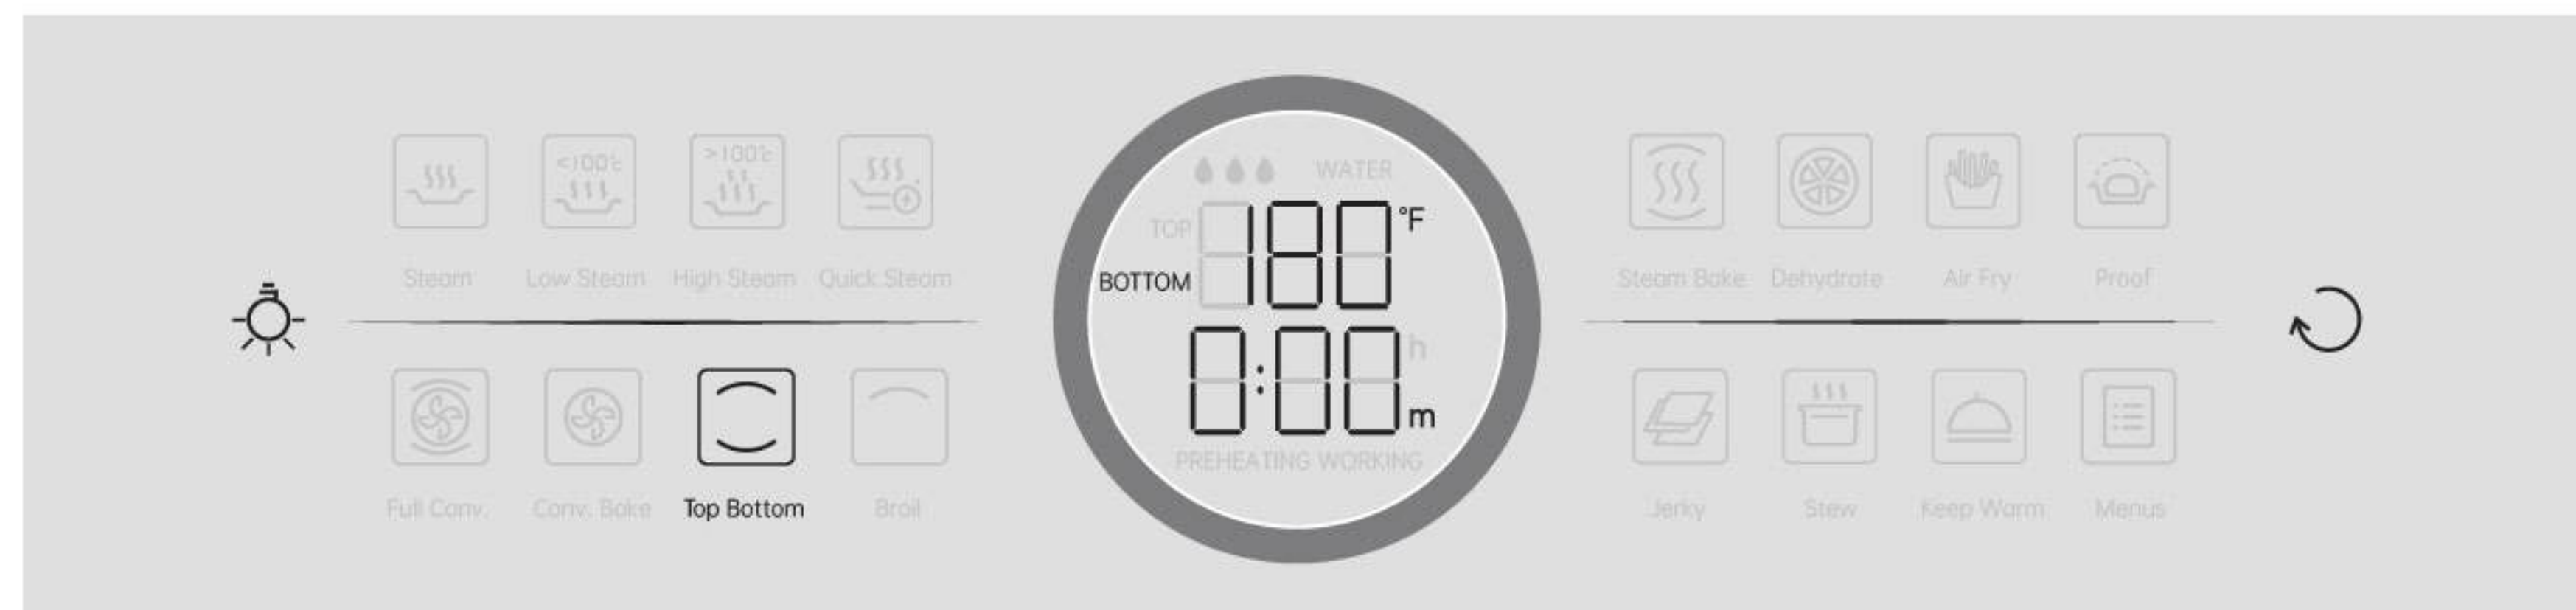 <100℃
>100℃
WATER
TOP
180 °F
Steam
Low Steam
High Steam
Quick Steam
BOTTOM
Steam Bake
Dehydrate
Air Fry
Proof
0:00 h
m
PREHEATING WORKING
Full Conv.
Conv. Bake
Top Bottom
Broil
Jerky
Stew
Keep Warm
Menus